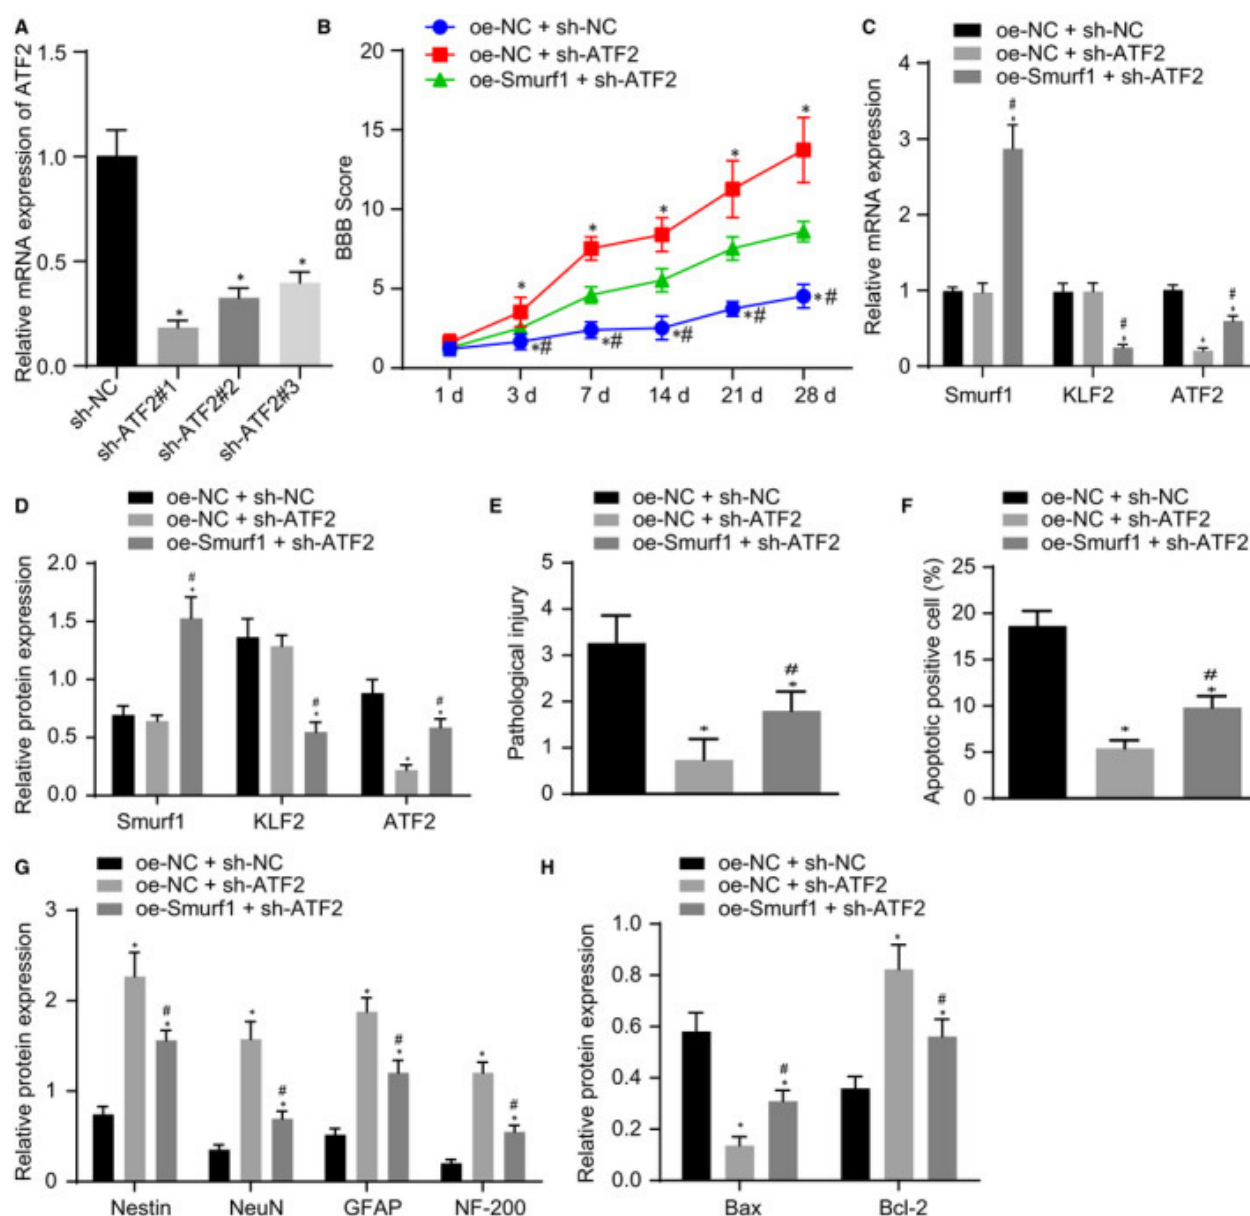 A
Relative mRNA expression of ATF2
1.5
1.0
0.5
0.0
*
*
*
sh-NC
sh-ATF2#1
sh-ATF2#2
sh-ATF2#3
B
oe-NC + sh-NC
oe-NC + sh-ATF2
oe-Smurf1 + sh-ATF2
BBB Score
20
15
10
5
0
*
*
*
*
*
*#
*#
*#
*#
*#
1 d 3 d 7 d 14 d 21 d 28 d
C
oe-NC + sh-NC
oe-NC + sh-ATF2
oe-Smurf1 + sh-ATF2
Relative mRNA expression
4
3
2
1
0
#
*
#
*
*
#
*
Smurf1 KLF2 ATF2
D
oe-NC + sh-NC
oe-NC + sh-ATF2
oe-Smurf1 + sh-ATF2
Relative protein expression
2.0
1.5
1.0
0.5
0.0
#
*
#
*
*
#
*
Smurf1 KLF2 ATF2
E
oe-NC + sh-NC
oe-NC + sh-ATF2
oe-Smurf1 + sh-ATF2
Pathological injury
5
4
3
2
1
0
*
#
*
F
oe-NC + sh-NC
oe-NC + sh-ATF2
oe-Smurf1 + sh-ATF2
Apoptotic positive cell (%)
25
20
15
10
5
0
*
#
*
G
oe-NC + sh-NC
oe-NC + sh-ATF2
oe-Smurf1 + sh-ATF2
Relative protein expression
3
2
1
0
*
#
*
*
#
*
*
#
*
*
#
*
Nestin NeuN GFAP NF-200
H
oe-NC + sh-NC
oe-NC + sh-ATF2
oe-Smurf1 + sh-ATF2
Relative protein expression
1.0
0.8
0.6
0.4
0.2
0.0
*
#
*
*
#
*
Bax Bcl-2